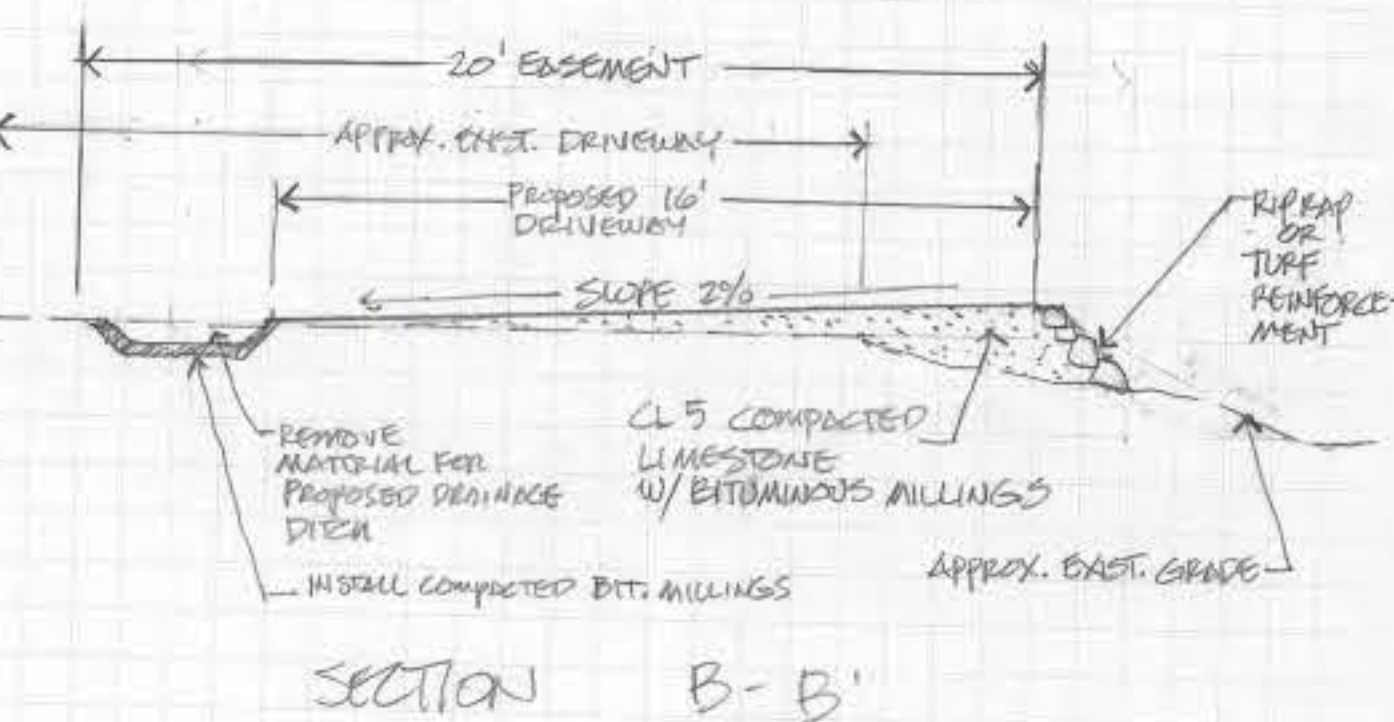 20' EASEMENT
APPROX. EXIST. DRIVEWAY
PROPOSED 16'
DRIVEWAY
SLOPE 2%
RIPRAP
OR
TURF
REINFORCE
MENT
REMOVE
MATERIAL FOR
PROPOSED DRAINAGE
DITCH
CL 5 COMPACTED
LIMESTONE
W/ BITUMINOUS MILLINGS
INSTALL COMPACTED BIT. MILLINGS
APPROX. EXIST. GRADE
SECTION B-B'